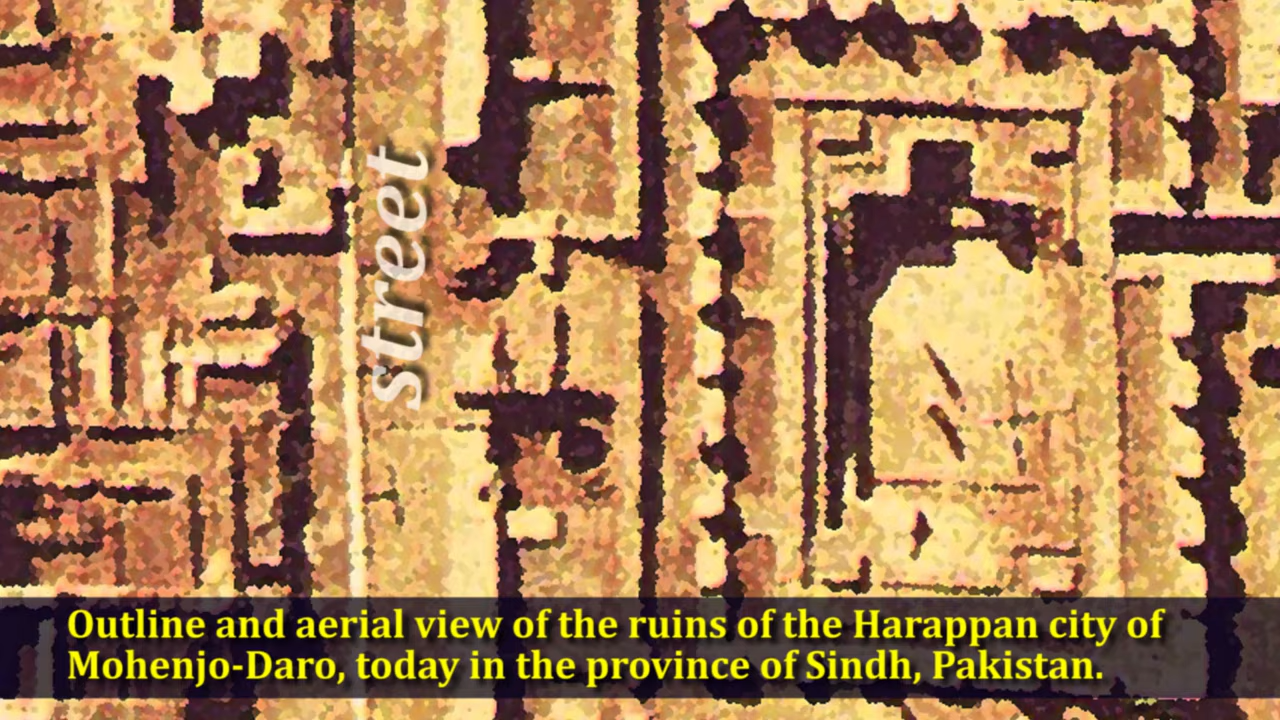 street
Outline and aerial view of the ruins of the Harappan city of
Mohenjo-Daro, today in the province of Sindh, Pakistan.